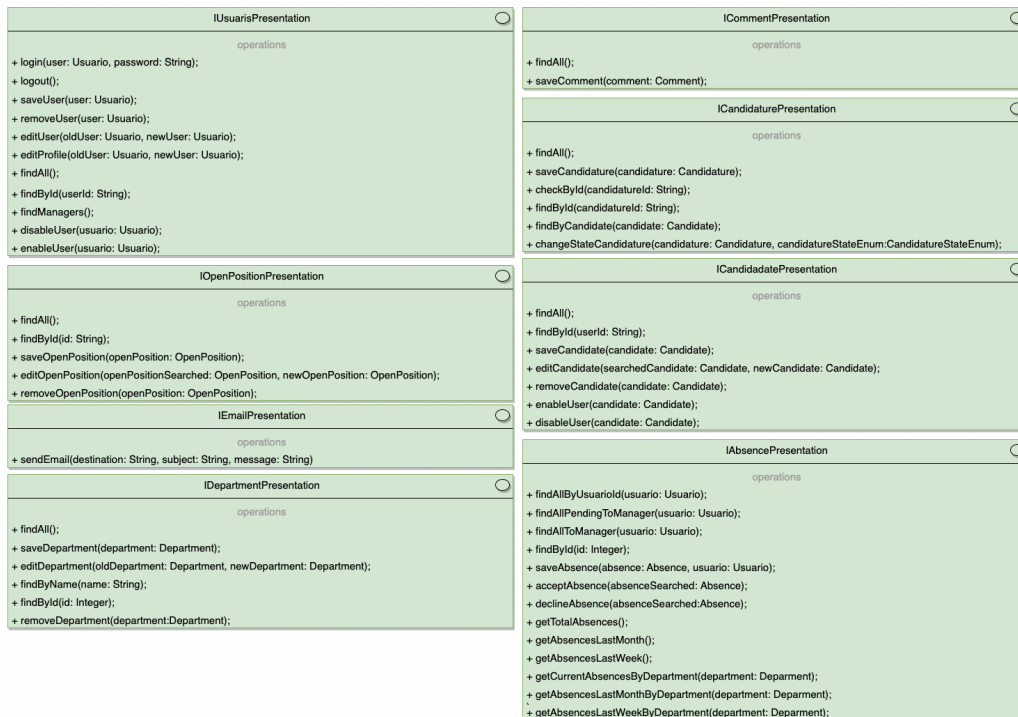 IUsuarisPresentation
operations
+ login(user: Usuario, password: String);
+ logout();
+ saveUser(user: Usuario);
+ removeUser(user: Usuario);
+ editUser(oldUser: Usuario, newUser: Usuario);
+ editProfile(oldUser: Usuario, newUser: Usuario);
+ findAll();
+ findById(userId: String);
+ findManagers();
+ disableUser(usuario: Usuario);
+ enableUser(usuario: Usuario);
IOpenPositionPresentation
operations
+ findAll();
+ findById(id: String);
+ saveOpenPosition(openPosition: OpenPosition);
+ editOpenPosition(openPositionSearched: OpenPosition, newOpenPosition: OpenPosition);
+ removeOpenPosition(openPosition: OpenPosition);
IEmailPresentation
operations
+ sendEmail(destination: String, subject: String, message: String)
IDepartmentPresentation
operations
+ findAll();
+ saveDepartment(department: Department);
+ editDepartment(oldDepartment: Department, newDepartment: Department);
+ findByName(name: String);
+ findById(id: Integer);
+ removeDepartment(department:Department);
ICommentPresentation
operations
+ findAll();
+ saveComment(comment: Comment);
ICandidaturePresentation
operations
+ findAll();
+ saveCandidature(candidature: Candidature);
+ checkById(candidatureId: String);
+ findById(candidatureId: String);
+ findByCandidate(candidate: Candidate);
+ changeStateCandidature(candidature: Candidature, candidatureStateEnum:CandidatureStateEnum);
ICandidadatePresentation
operations
+ findAll();
+ findById(userId: String);
+ saveCandidate(candidate: Candidate);
+ editCandidate(searchedCandidate: Candidate, newCandidate: Candidate);
+ removeCandidate(candidate: Candidate);
+ enableUser(candidate: Candidate);
+ disableUser(candidate: Candidate);
IAbsencePresentation
operations
+ findAllByUsuarioId(usuario: Usuario);
+ findAllPendingToManager(usuario: Usuario);
+ findAllToManager(usuario: Usuario);
+ findById(id: Integer);
+ saveAbsence(absence: Absence, usuario: Usuario);
+ acceptAbsence(absenceSearched: Absence);
+ declineAbsence(absenceSearched:Absence);
+ getTotalAbsences();
+ getAbsencesLastMonth();
+ getAbsencesLastWeek();
+ getCurrentAbsencesByDepartment(department: Deparment);
+ getAbsencesLastMonthByDepartment(department: Deparment);
+ getAbsencesLastWeekByDepartment(department: Deparment);